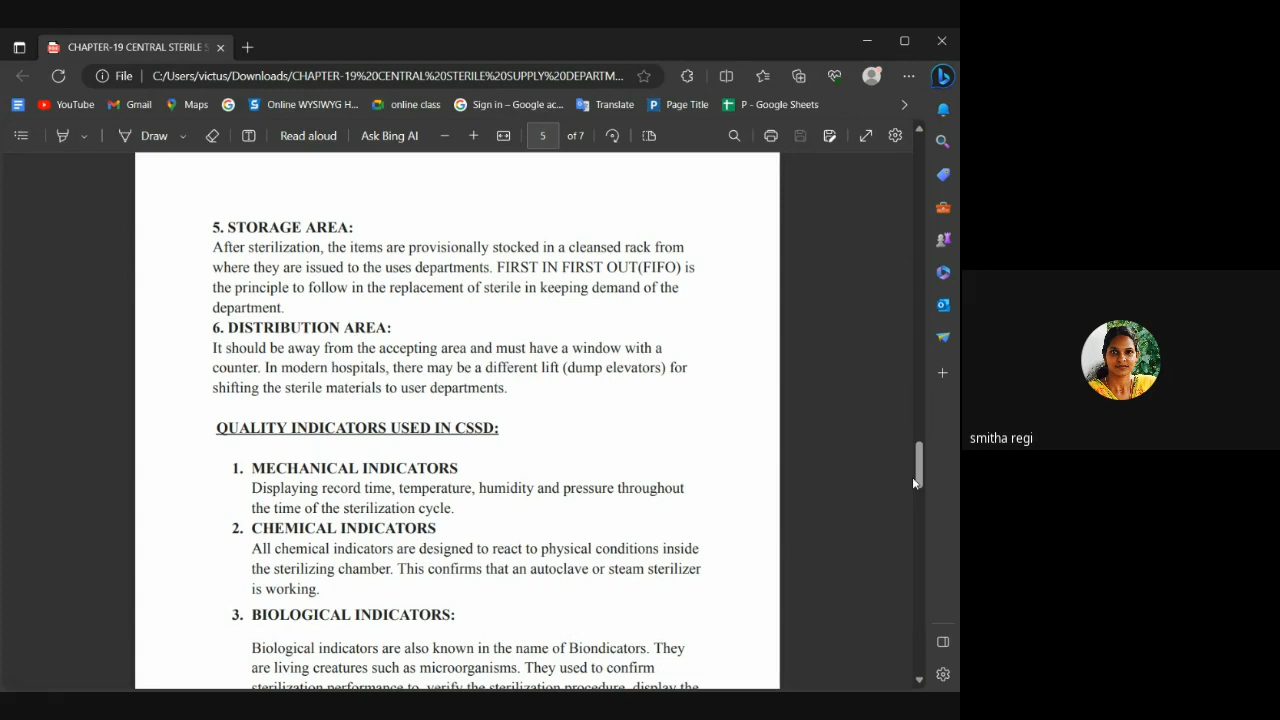 CHAPTER-19 CENTRAL STERILE S
File
C:/Users/victus/Downloads/CHAPTER-19%20CENTRAL%20STERILE%20SUPPLY%20DEPARTM...
YouTube
Gmail
Maps
Online WYSIWYG H...
online class
Sign in – Google ac...
Translate
Page Title
P - Google Sheets
Draw
Read aloud
Ask Bing AI
5 of 7
5. STORAGE AREA:
After sterilization, the items are provisionally stocked in a cleansed rack from
where they are issued to the uses departments. FIRST IN FIRST OUT(FIFO) is
the principle to follow in the replacement of sterile in keeping demand of the
department.
6. DISTRIBUTION AREA:
It should be away from the accepting area and must have a window with a
counter. In modern hospitals, there may be a different lift (dump elevators) for
shifting the sterile materials to user departments.
QUALITY INDICATORS USED IN CSSD:
1. MECHANICAL INDICATORS
Displaying record time, temperature, humidity and pressure throughout
the time of the sterilization cycle.
2. CHEMICAL INDICATORS
All chemical indicators are designed to react to physical conditions inside
the sterilizing chamber. This confirms that an autoclave or steam sterilizer
is working.
3. BIOLOGICAL INDICATORS:
Biological indicators are also known in the name of Biondicators. They
are living creatures such as microorganisms. They used to confirm
sterilization performance to, verify the sterilization procedure, display the
smitha regi